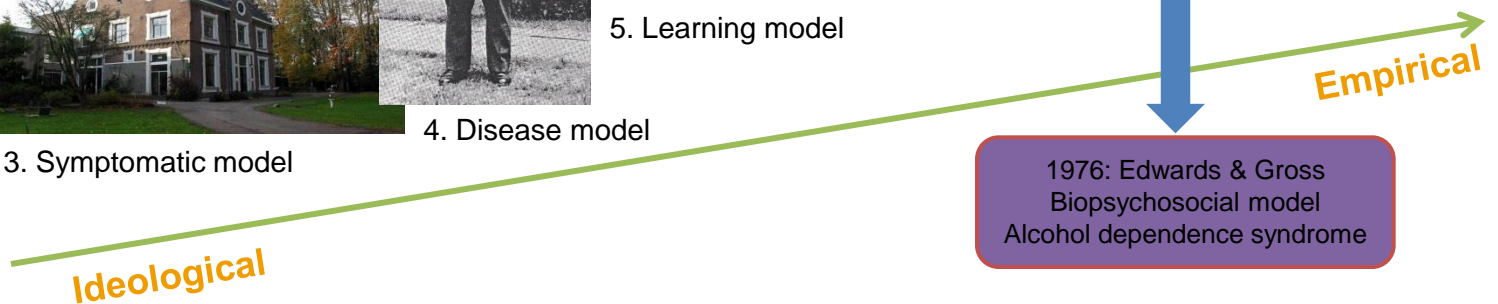 5. Learning model
4. Disease model
3. Symptomatic model
Empirical
1976: Edwards & Gross
Biopsychosocial model
Alcohol dependence syndrome
Ideological